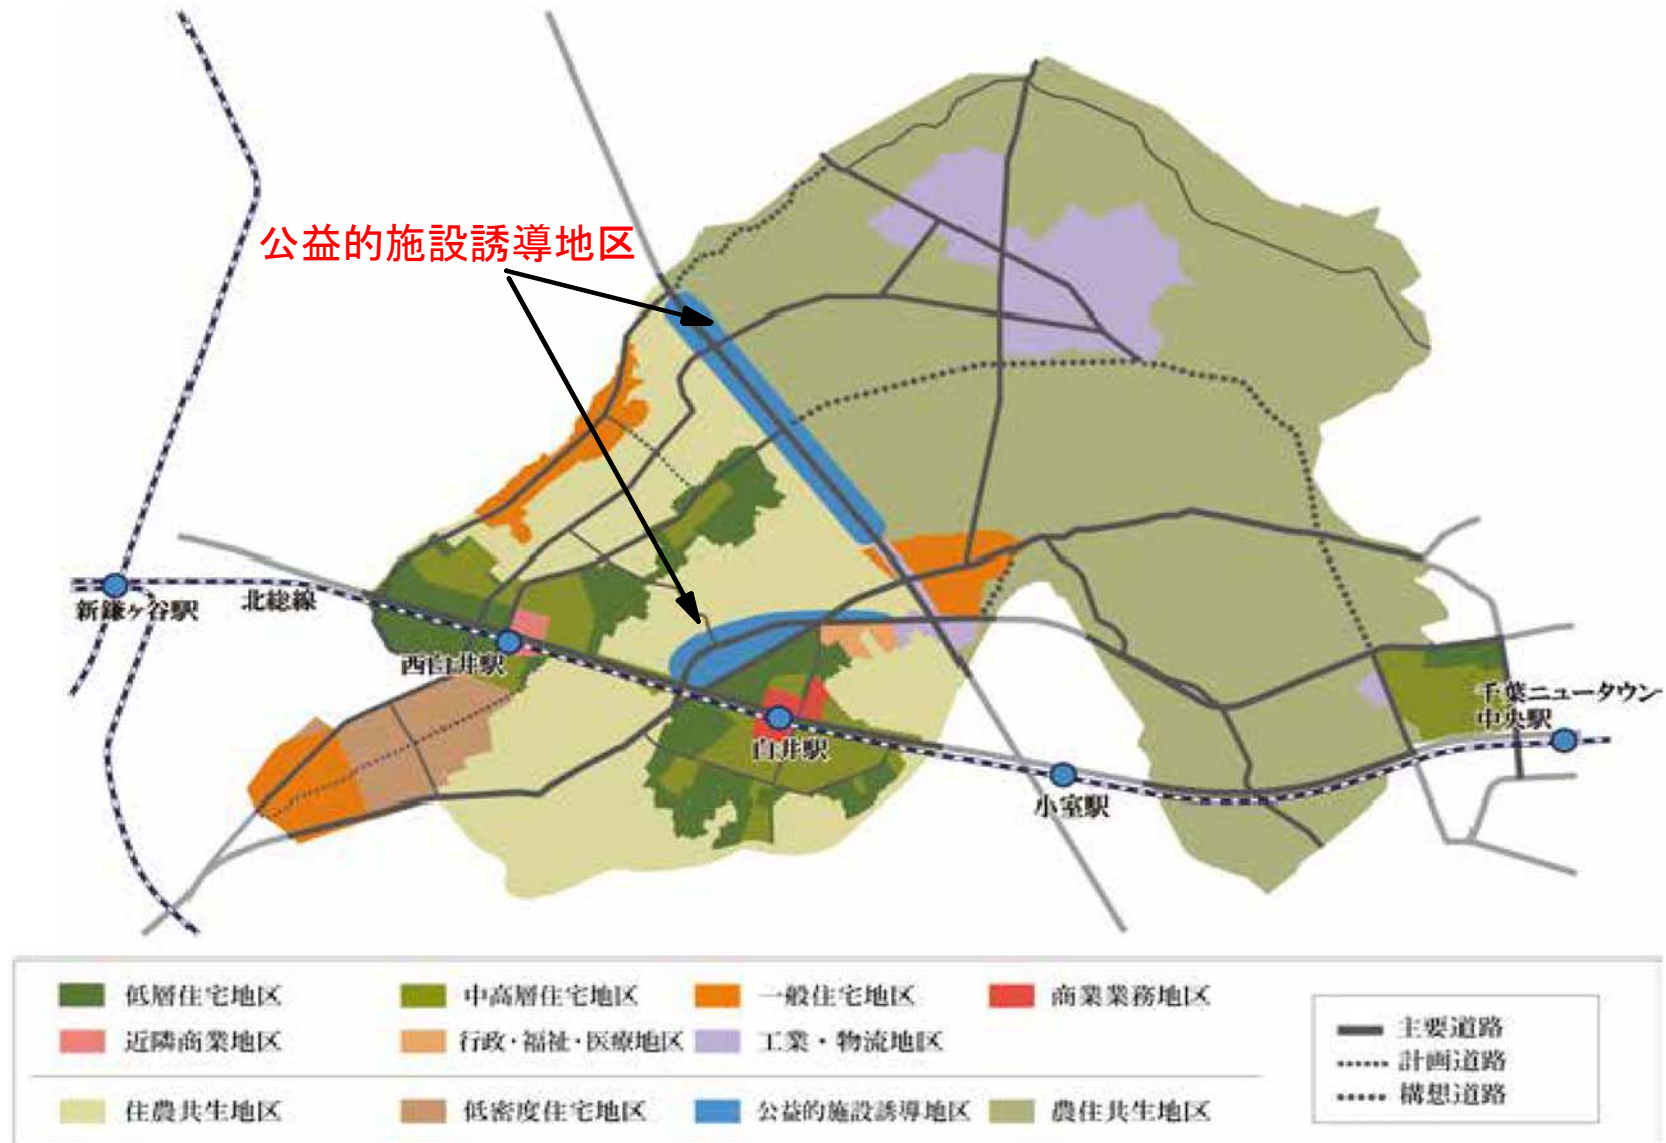 公益的施設誘導地区
新鎌ヶ谷駅
北総線
西白井駅
白井駅
小室駅
千葉ニュータウン
中央駅
低層住宅地区
中高層住宅地区
一般住宅地区
商業業務地区
近隣商業地区
行政・福祉・医療地区
工業・物流地区
住農共生地区
低密度住宅地区
公益的施設誘導地区
農住共生地区
主要道路
計画道路
構想道路